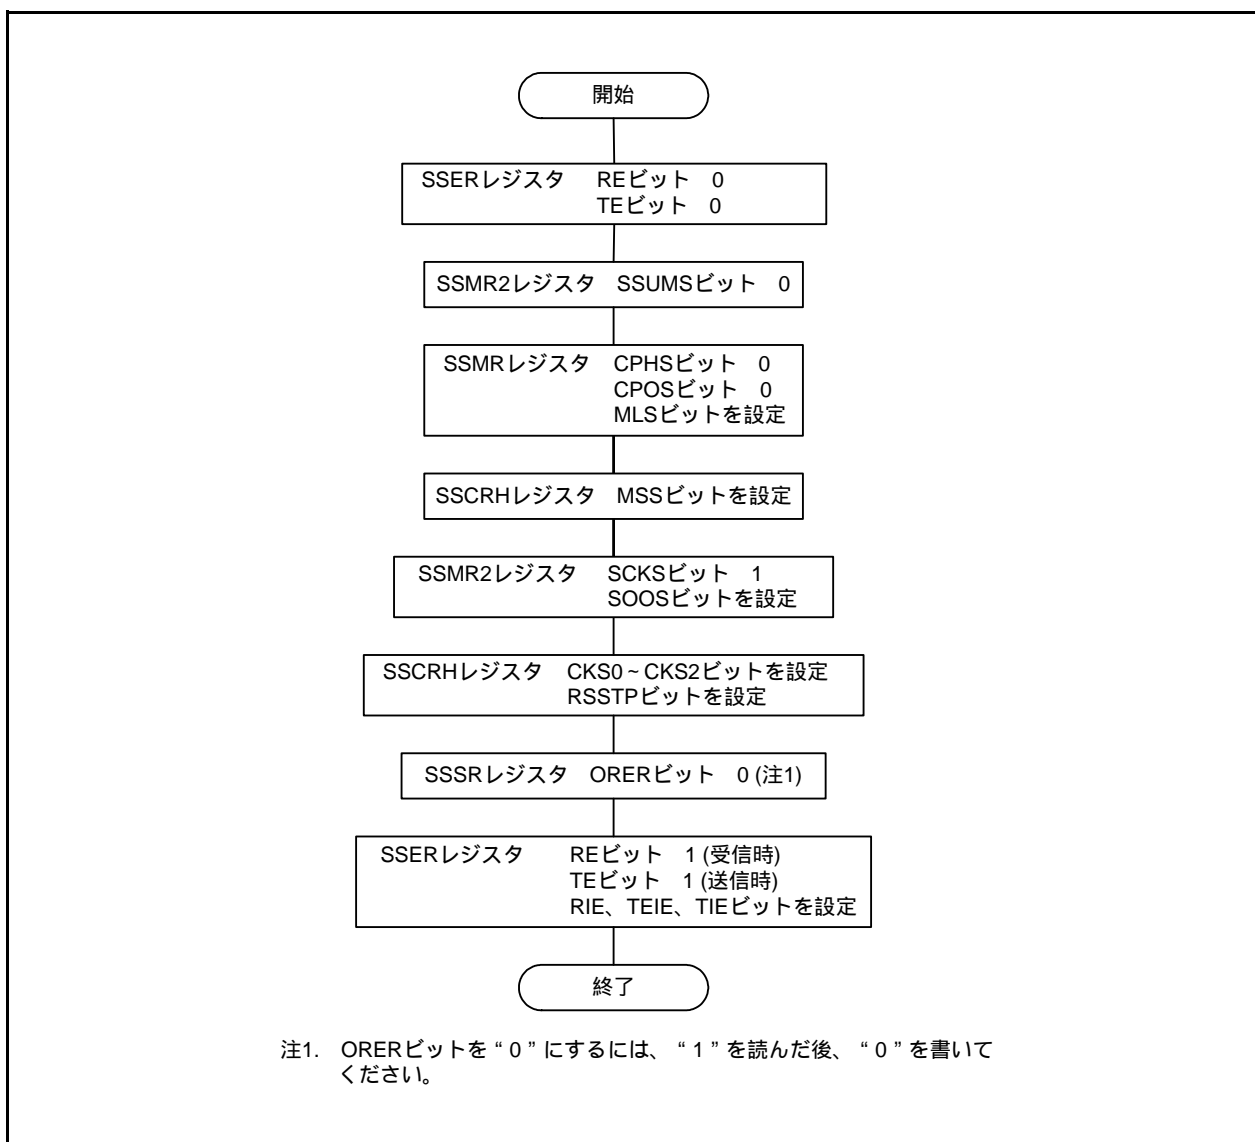 開始
SSERレジスタ REビット 0
TEビット 0
SSMR2レジスタ SSUMSビット 0
SSMRレジスタ CPHSビット 0
CPOSビット 0
MLSビットを設定
SSCRHレジスタ MSSビットを設定
SSMR2レジスタ SCKSビット 1
SOOSビットを設定
SSCRHレジスタ CKS0~CKS2ビットを設定
RSSTPビットを設定
SSSRレジスタ ORERビット 0 (注1)
SSERレジスタ REビット 1 (受信時)
TEビット 1 (送信時)
RIE、TEIE、TIEビットを設定
終了
注1. ORERビットを“0”にするには、“1”を読んだ後、“0”を書いて
ください。